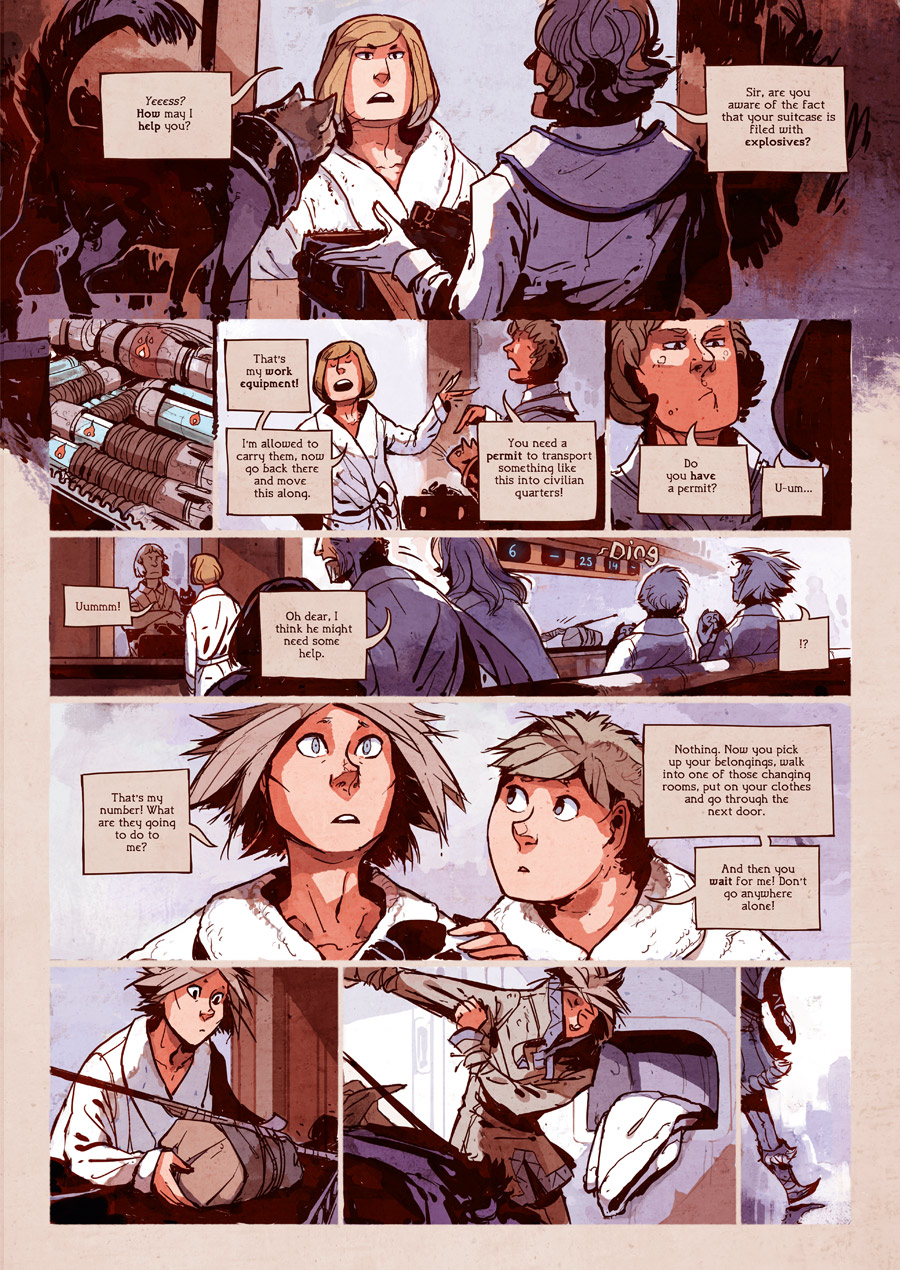 Yeeess?
How may I
help you?
Sir, are you
aware of the fact
that your suitcase is
filed with
explosives?
That's
my work
equipment!
I'm allowed to
carry them, now
go back there
and move
this along.
You need a
permit to transport
something like
this into civilian
quarters!
Do
you have
a permit?
U-um...
Uummm!
Oh dear, I
think he might
need some
help.
6 - 25 14 -
Ding
!?
That's my
number! What
are they going
to do to
me?
Nothing. Now you pick
up your belongings, walk
into one of those changing
rooms, put on your clothes
and go through the
next door.
And then you
wait for me! Don't
go anywhere
alone!